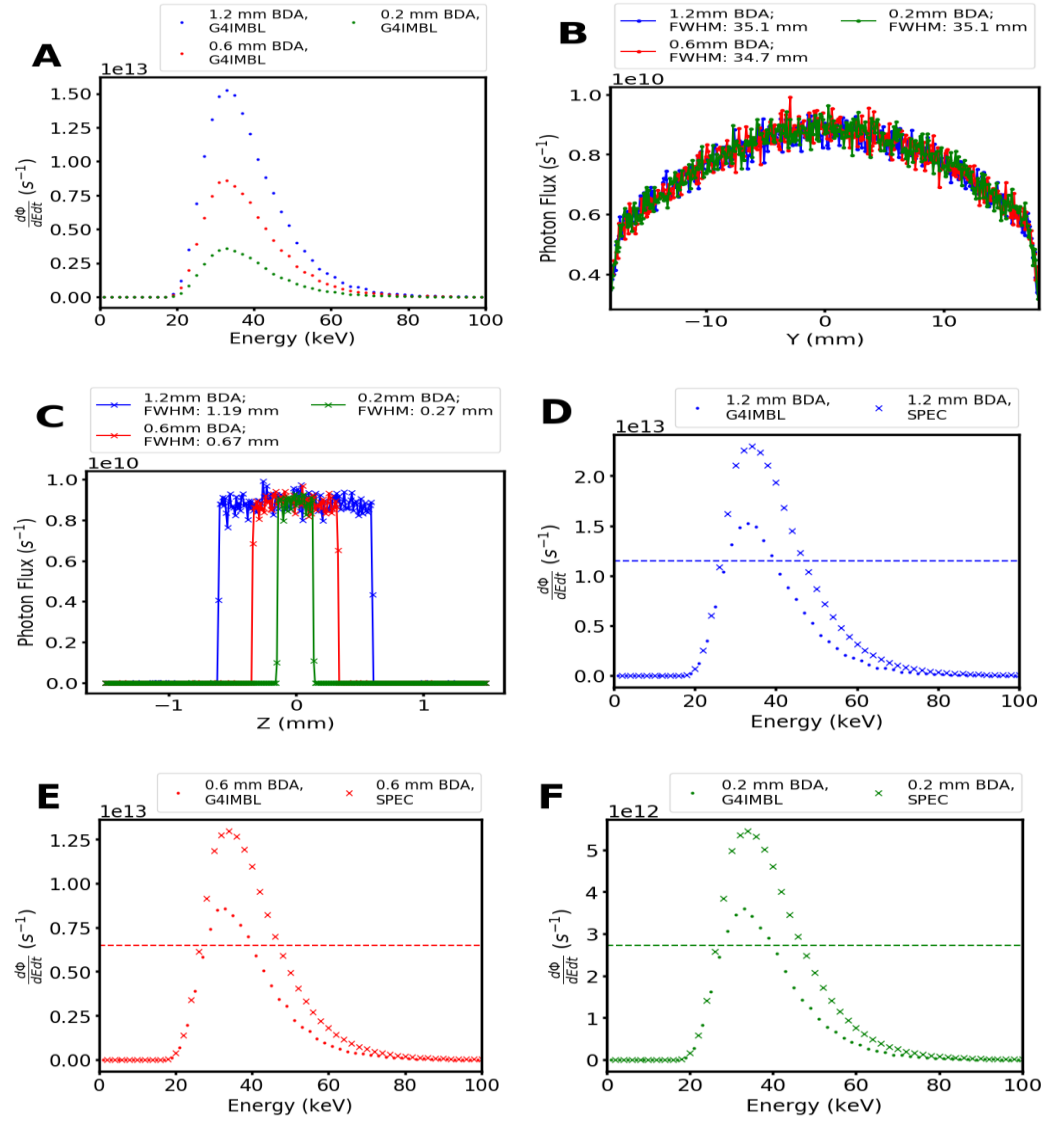 A
1.2 mm BDA,
G4IMBL
0.6 mm BDA,
G4IMBL
0.2 mm BDA,
G4IMBL
1e13
1.50
1.25
1.00
0.75
0.50
0.25
0.00
dΦ/dEdt (s⁻¹)
0 20 40 60 80 100
Energy (keV)
B
1.2mm BDA;
FWHM: 35.1 mm
0.6mm BDA;
FWHM: 34.7 mm
0.2mm BDA;
FWHM: 35.1 mm
1e10
1.0
0.8
0.6
0.4
Photon Flux (s⁻¹)
−10 0 10
Y (mm)
C
1.2mm BDA;
FWHM: 1.19 mm
0.6mm BDA;
FWHM: 0.67 mm
0.2mm BDA;
FWHM: 0.27 mm
1e10
1.0
0.8
0.6
0.4
0.2
0.0
Photon Flux (s⁻¹)
−1 0 1
Z (mm)
D
1.2 mm BDA,
G4IMBL
1.2 mm BDA,
SPEC
1e13
2.0
1.5
1.0
0.5
0.0
dΦ/dEdt (s⁻¹)
0 20 40 60 80 100
Energy (keV)
E
0.6 mm BDA,
G4IMBL
0.6 mm BDA,
SPEC
1e13
1.25
1.00
0.75
0.50
0.25
0.00
dΦ/dEdt (s⁻¹)
0 20 40 60 80 100
Energy (keV)
F
0.2 mm BDA,
G4IMBL
0.2 mm BDA,
SPEC
1e12
5
4
3
2
1
0
dΦ/dEdt (s⁻¹)
0 20 40 60 80 100
Energy (keV)